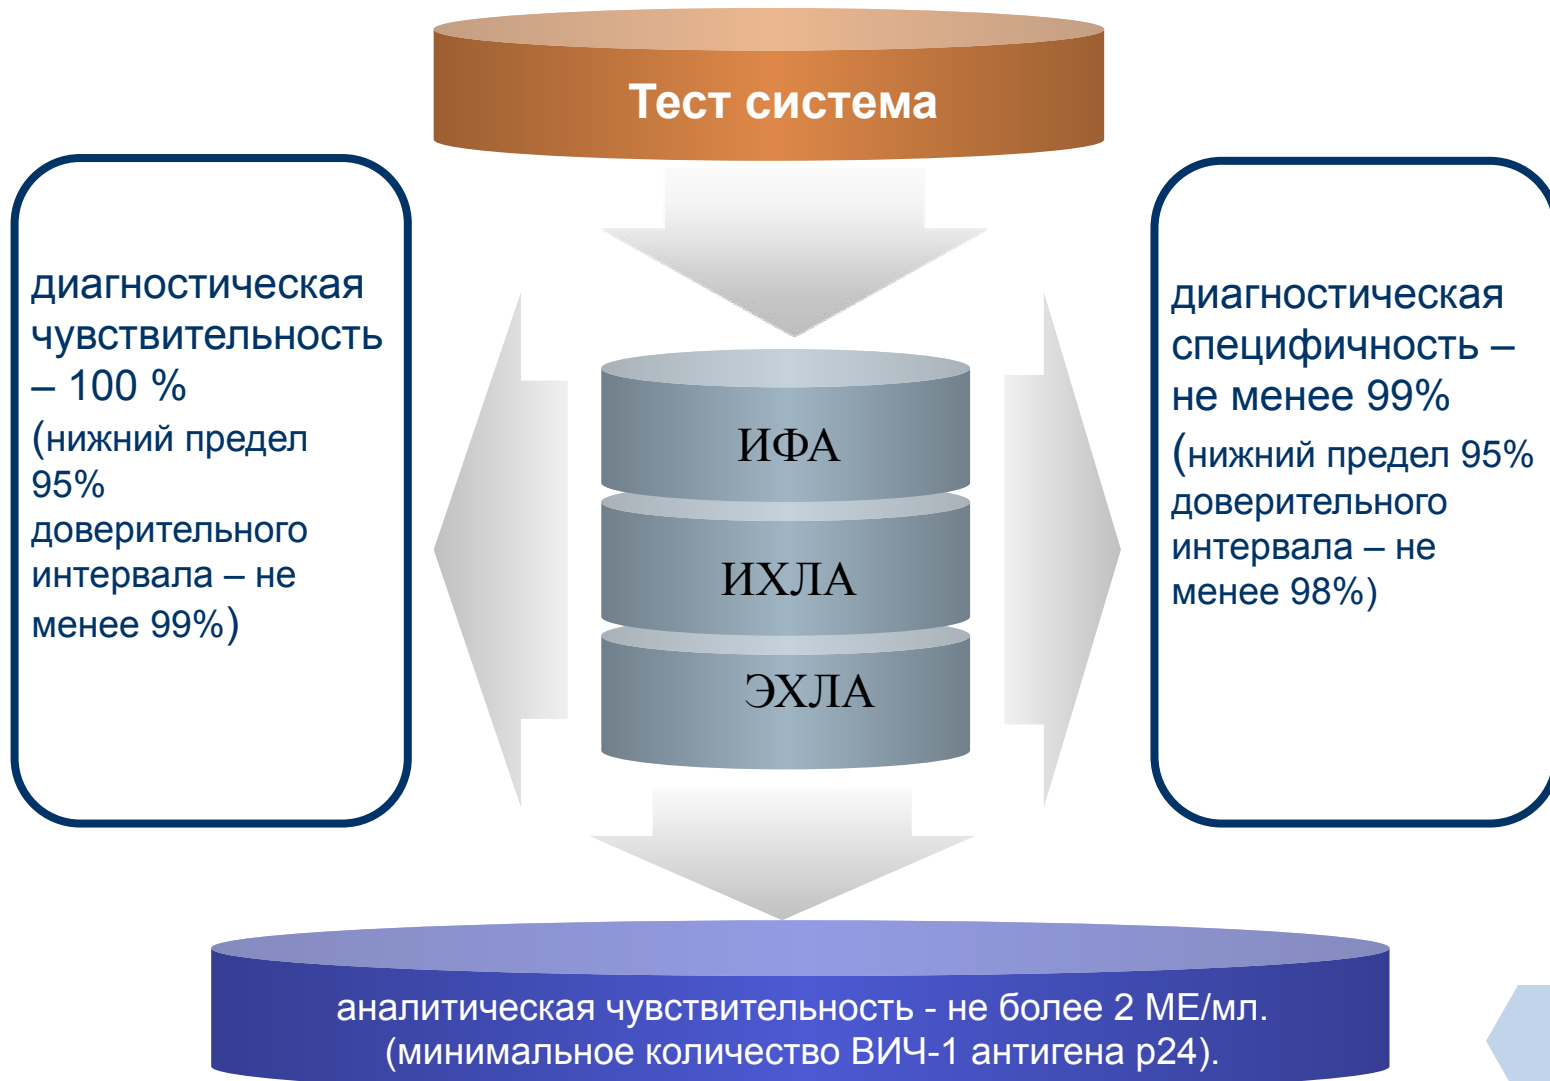 Тест система
диагностическая
чувствительность
– 100 %
(нижний предел
95%
доверительного
интервала – не
менее 99%)
ИФА
ИХЛА
ЭХЛА
диагностическая
специфичность –
не менее 99%
(нижний предел 95%
доверительного
интервала – не
менее 98%)
аналитическая чувствительность - не более 2 МЕ/мл.
(минимальное количество ВИЧ-1 антигена p24).